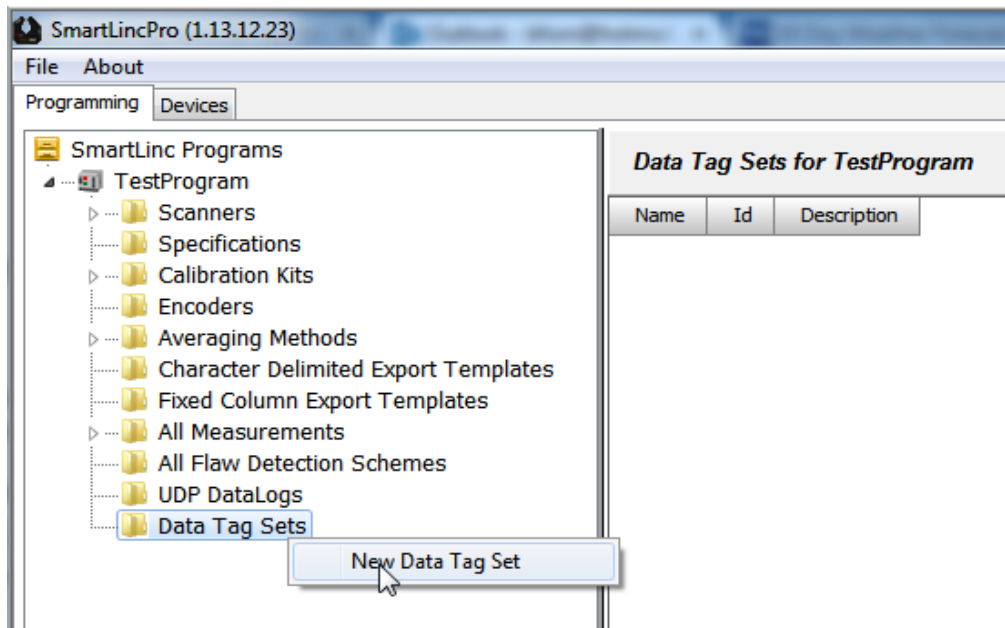 SmartLincPro (1.13.12.23)
File About
Programming Devices
SmartLinc Programs
TestProgram
Scanners
Specifications
Calibration Kits
Encoders
Averaging Methods
Character Delimited Export Templates
Fixed Column Export Templates
All Measurements
All Flaw Detection Schemes
UDP DataLogs
Data Tag Sets
New Data Tag Set
Data Tag Sets for TestProgram
Name Id Description